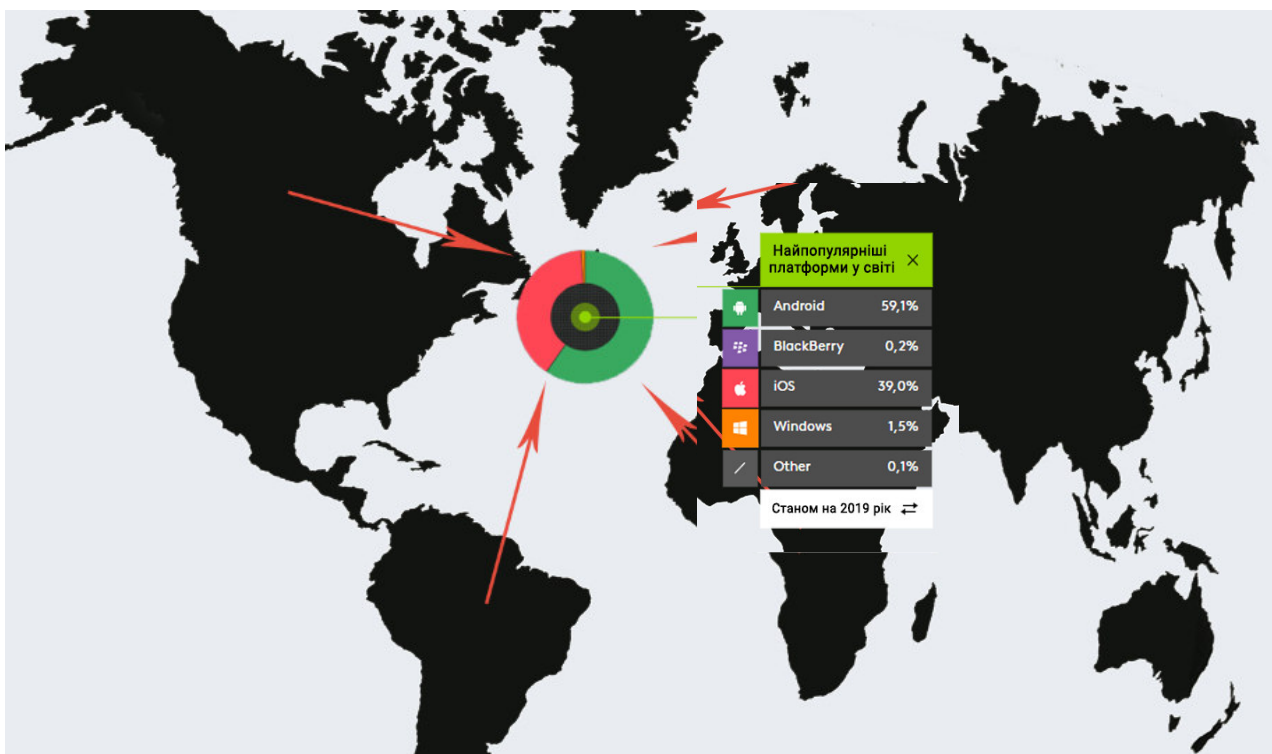 Найпопулярніші
платформи у світі ×
Android 59,1%
BlackBerry 0,2%
iOS 39,0%
Windows 1,5%
Other 0,1%
Станом на 2019 рік